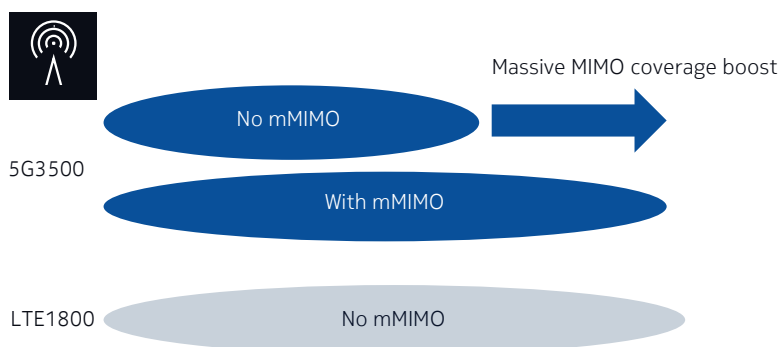 Massive MIMO coverage boost
No mMIMO
5G3500
With mMIMO
LTE1800
No mMIMO